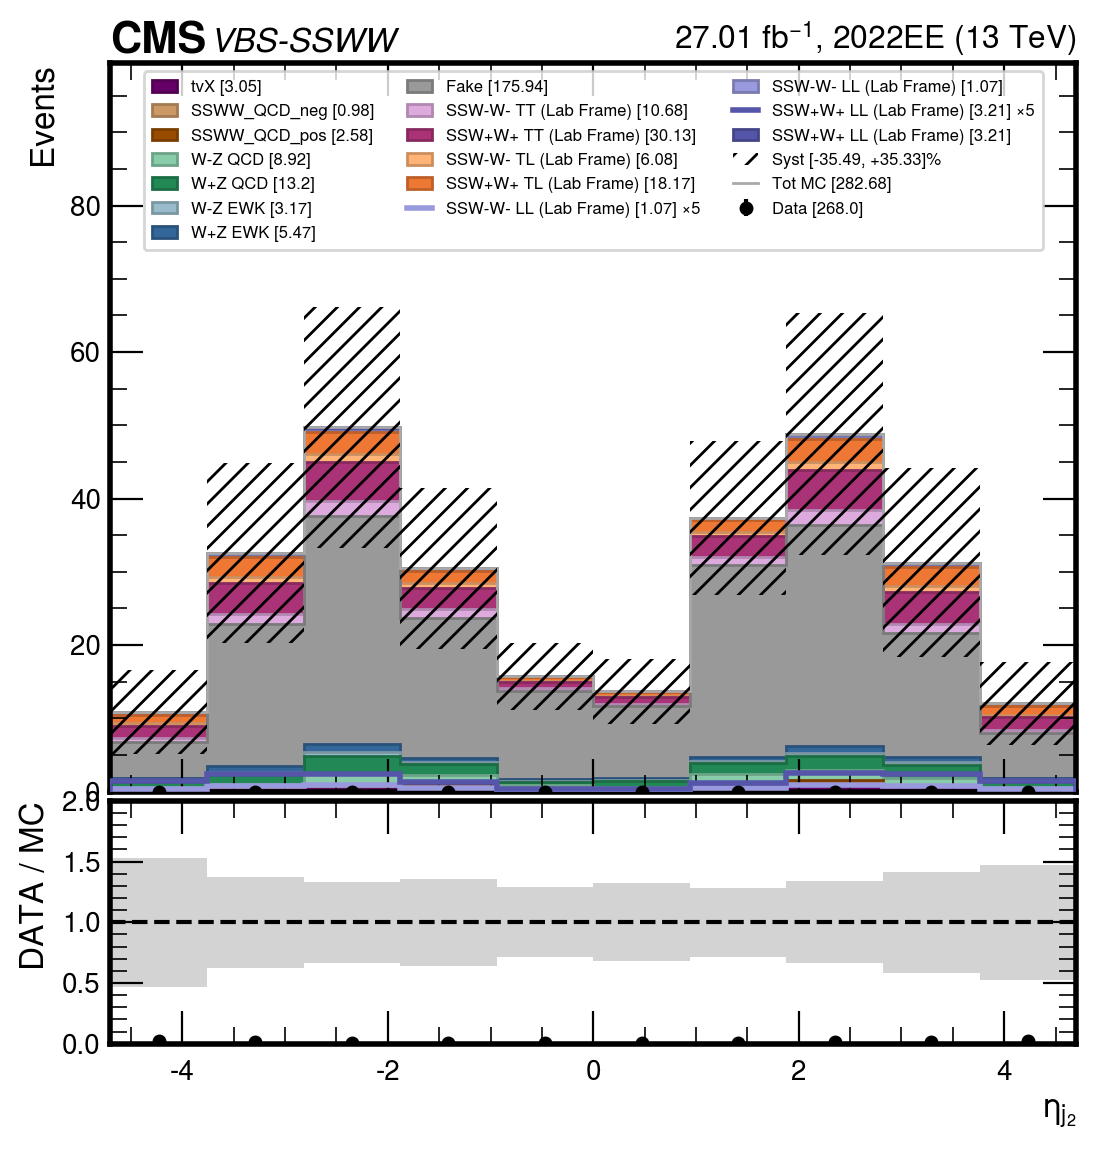 CMS VBS-SSWW 27.01 fb⁻¹, 2022EE (13 TeV)
Events
tvX [3.05]
SSWW_QCD_neg [0.98]
SSWW_QCD_pos [2.58]
W-Z QCD [8.92]
W+Z QCD [13.2]
W-Z EWK [3.17]
W+Z EWK [5.47]
Fake [175.94]
SSW-W- TT (Lab Frame) [10.68]
SSW+W+ TT (Lab Frame) [30.13]
SSW-W- TL (Lab Frame) [6.08]
SSW+W+ TL (Lab Frame) [18.17]
SSW-W- LL (Lab Frame) [1.07] ×5
SSW-W- LL (Lab Frame) [1.07]
SSW+W+ LL (Lab Frame) [3.21] ×5
SSW+W+ LL (Lab Frame) [3.21]
Syst [-35.49, +35.33]%
Tot MC [282.68]
Data [268.0]
80
60
40
20
0
DATA / MC
2.0
1.5
1.0
0.5
0.0
-4 -2 0 2 4
η_{j_2}